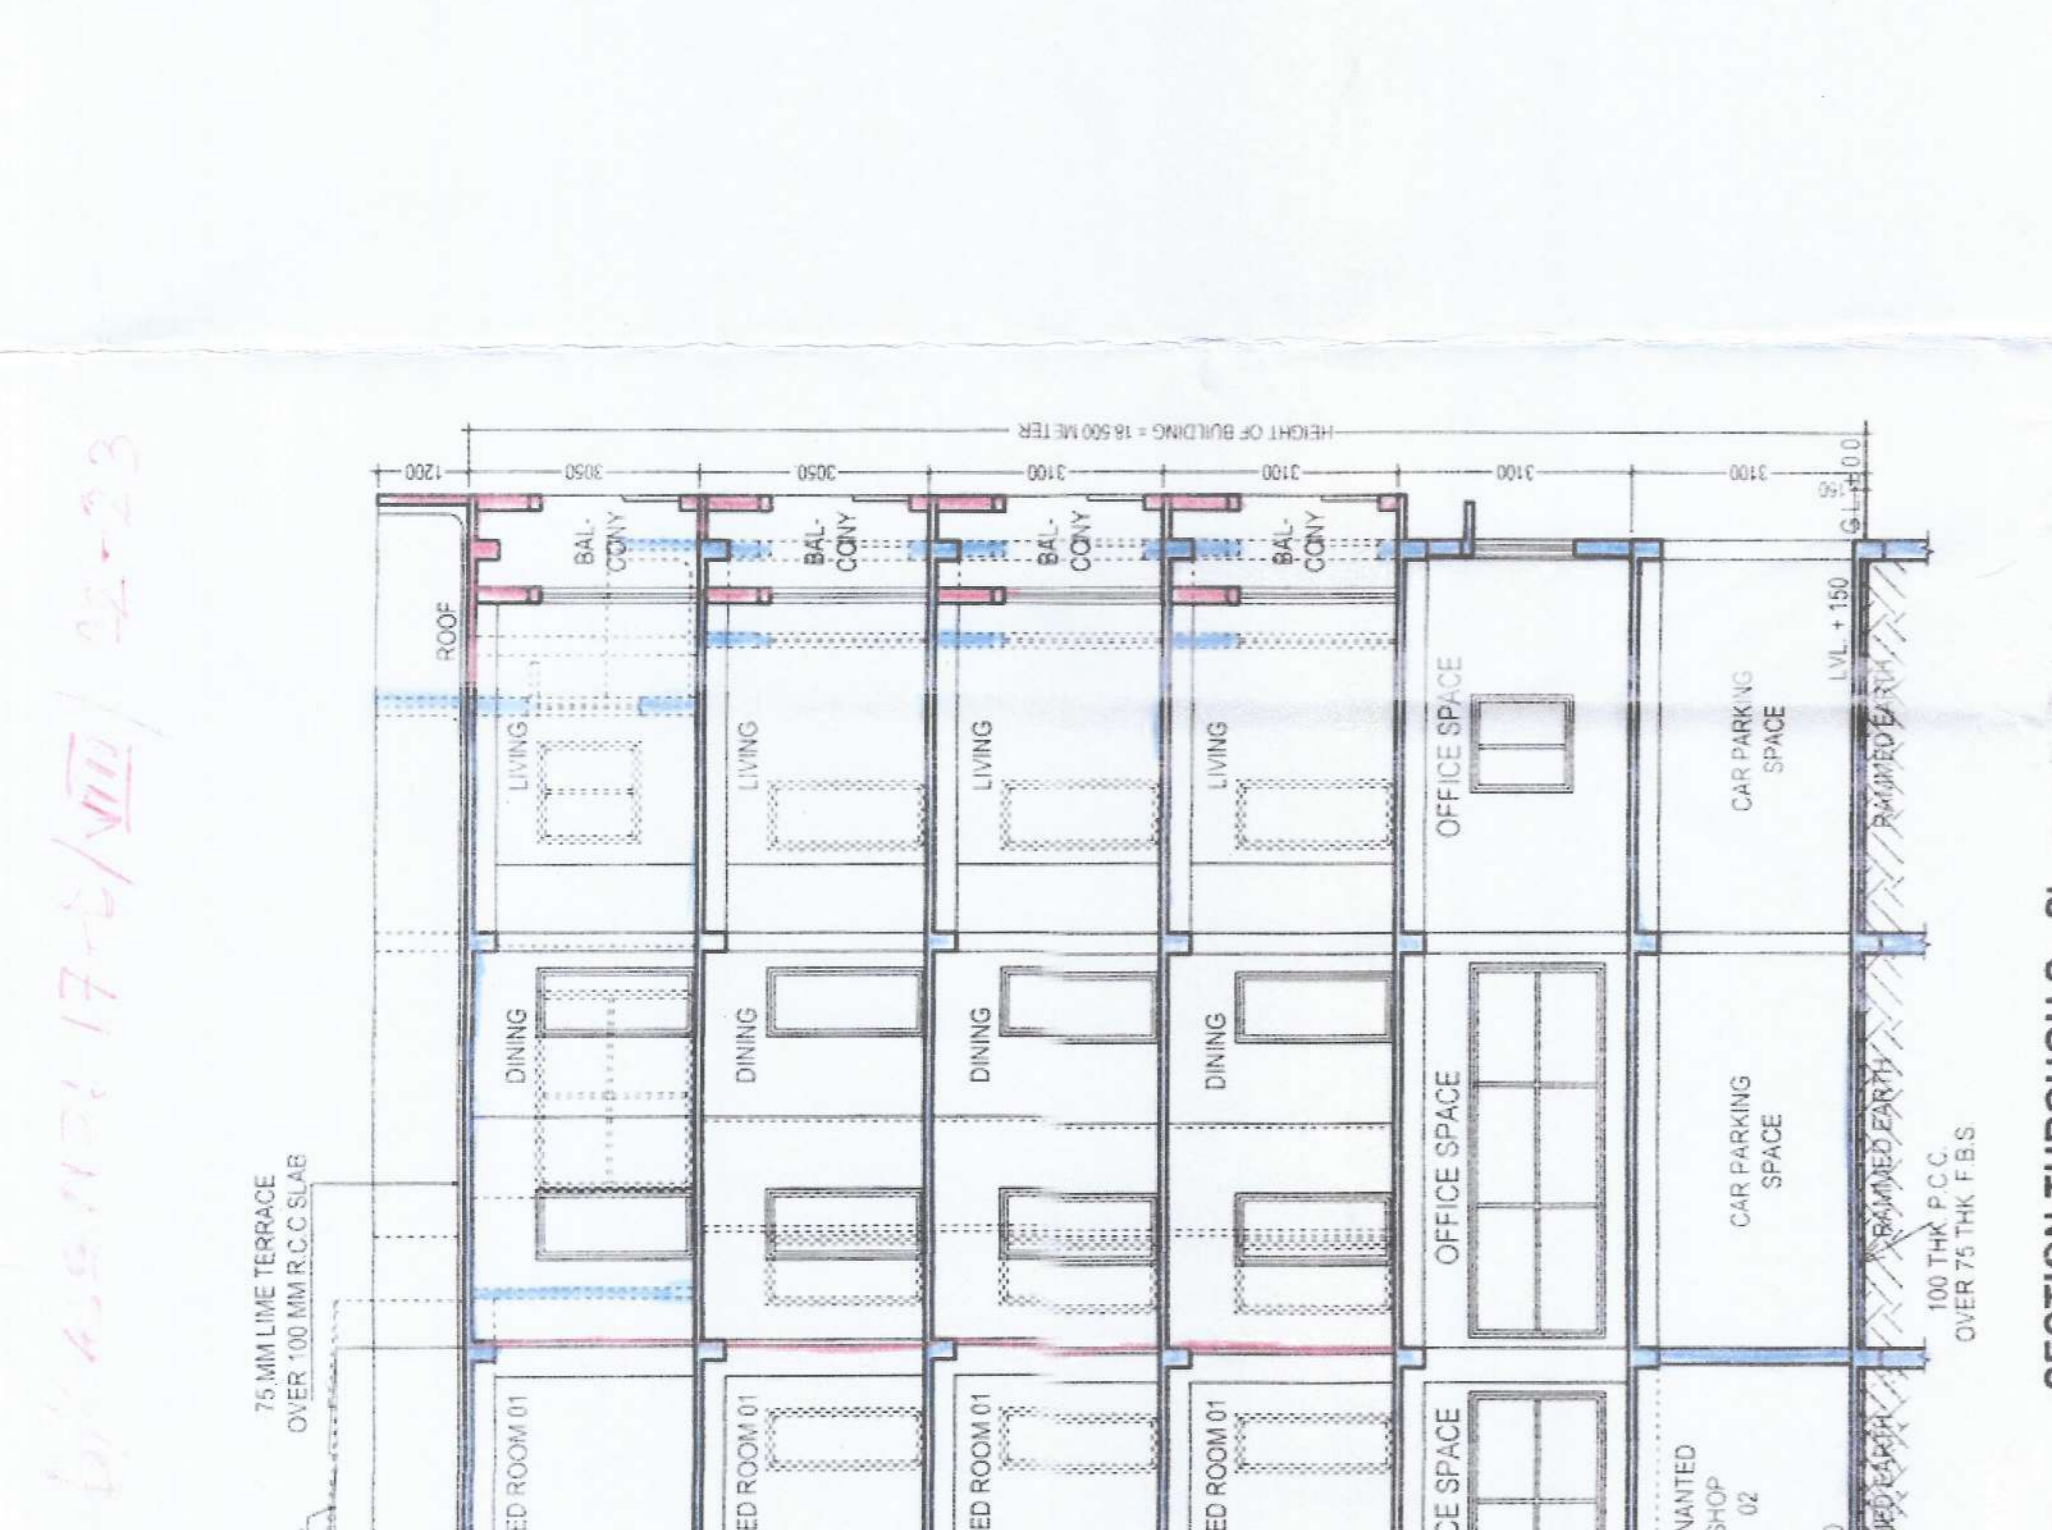 HEIGHT OF BUILDING = 18.500 METER
1200
3050
3050
3100
3100
3100
3100
150
G.L.±00
ROOF
BAL-
CONY
BAL-
CONY
BAL-
CONY
BAL-
CONY
LVL. + 150
LIVING
LIVING
LIVING
LIVING
OFFICE SPACE
CAR PARKING
SPACE
RAMMED EARTH
DINING
DINING
DINING
DINING
OFFICE SPACE
CAR PARKING
SPACE
RAMMED EARTH
75 MM LIME TERRACE
OVER 100 MM R.C.C SLAB
100 THK P.C.C.
OVER 75 THK F.B.S.
ED ROOM 01
ED ROOM 01
ED ROOM 01
ED ROOM 01
CE SPACE
NANTED
SHOP
02
MED EARTH